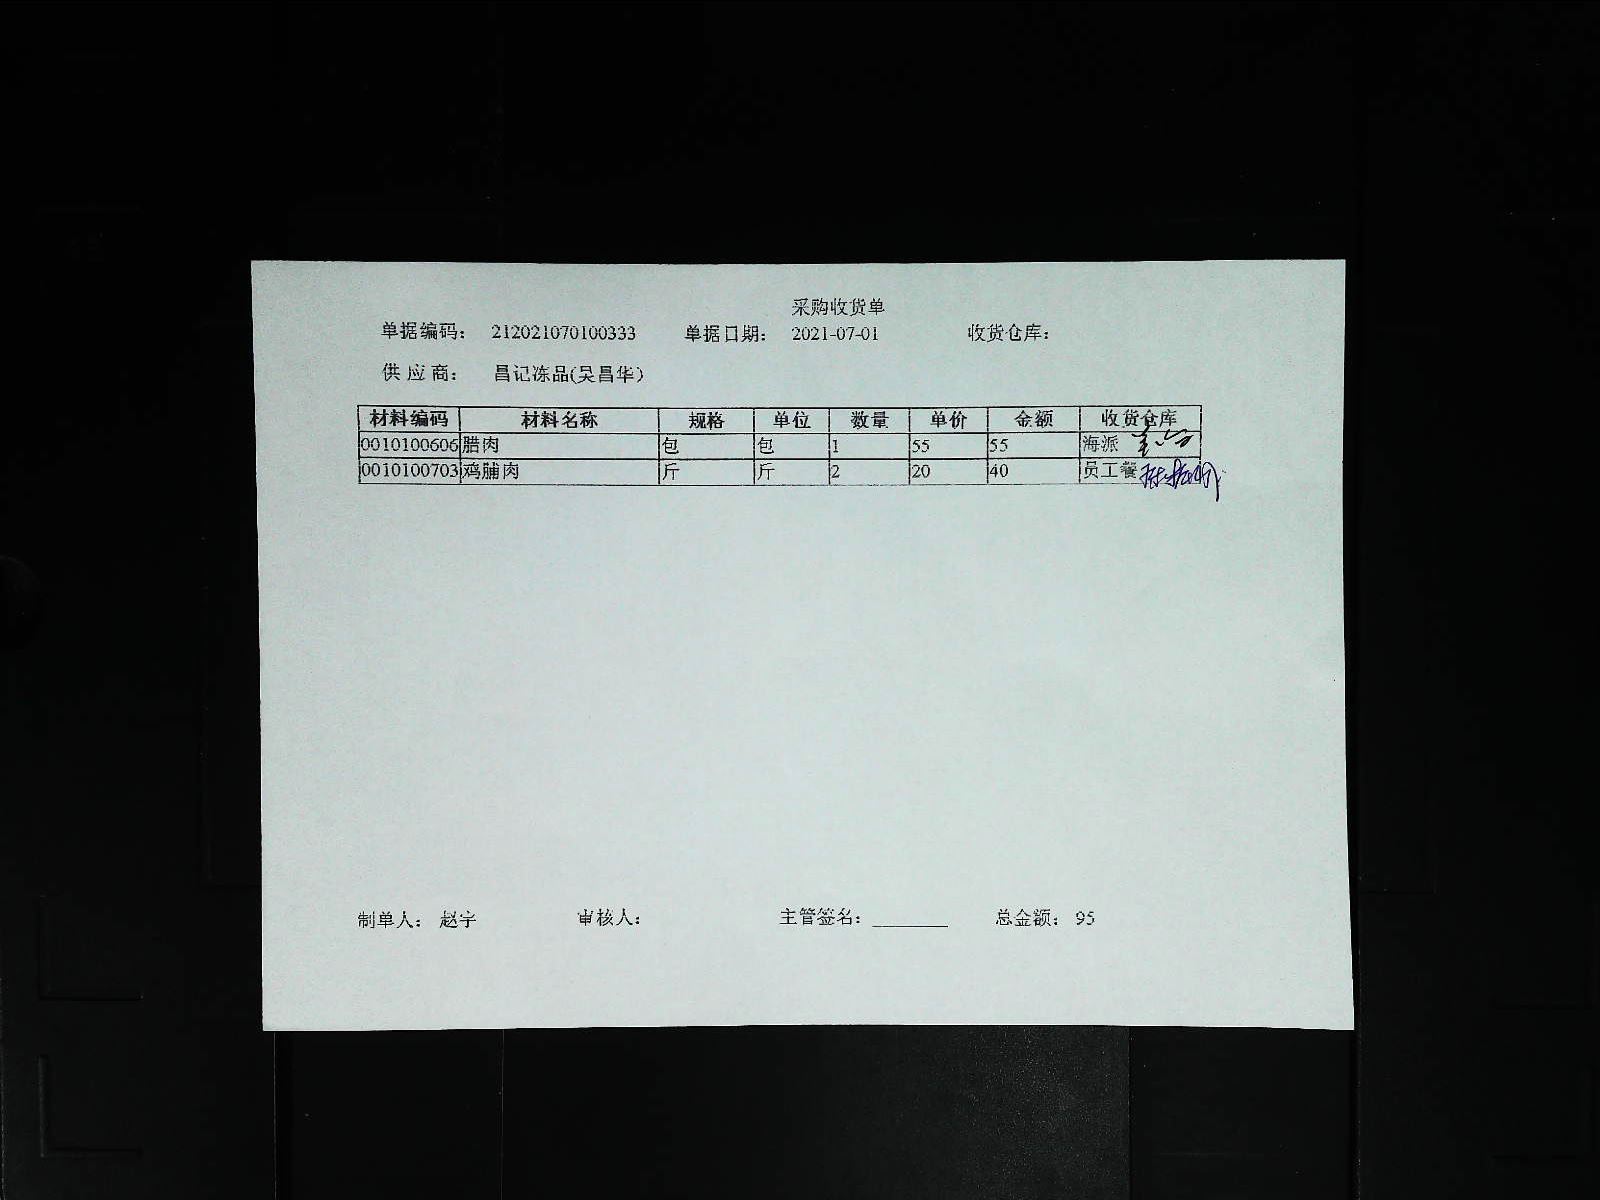 采购收货单
单据编码： 212021070100333 单据日期： 2021-07-01 收货仓库：
供应商： 昌记冻品(吴昌华)
材料编码 材料名称 规格 单位 数量 单价 金额 收货仓库
0010100606 腊肉 包 包 1 55 55 海派
0010100703 鸡脯肉 斤 斤 2 20 40 员工餐
制单人： 赵宇 审核人： 主管签名： 总金额： 95